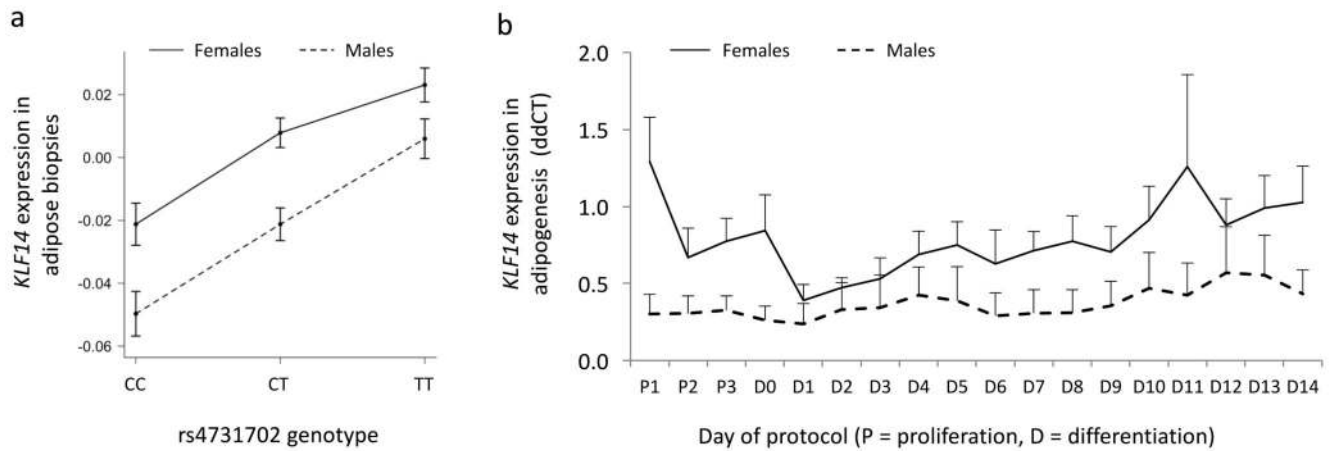 a
Females
Males
KLF14 expression in
adipose biopsies
0.02
0.00
-0.02
-0.04
-0.06
CC
CT
TT
rs4731702 genotype
b
Females
Males
KLF14 expression in
adipogenesis (ddCT)
2.0
1.5
1.0
0.5
0.0
P1 P2 P3 D0 D1 D2 D3 D4 D5 D6 D7 D8 D9 D10 D11 D12 D13 D14
Day of protocol (P = proliferation, D = differentiation)